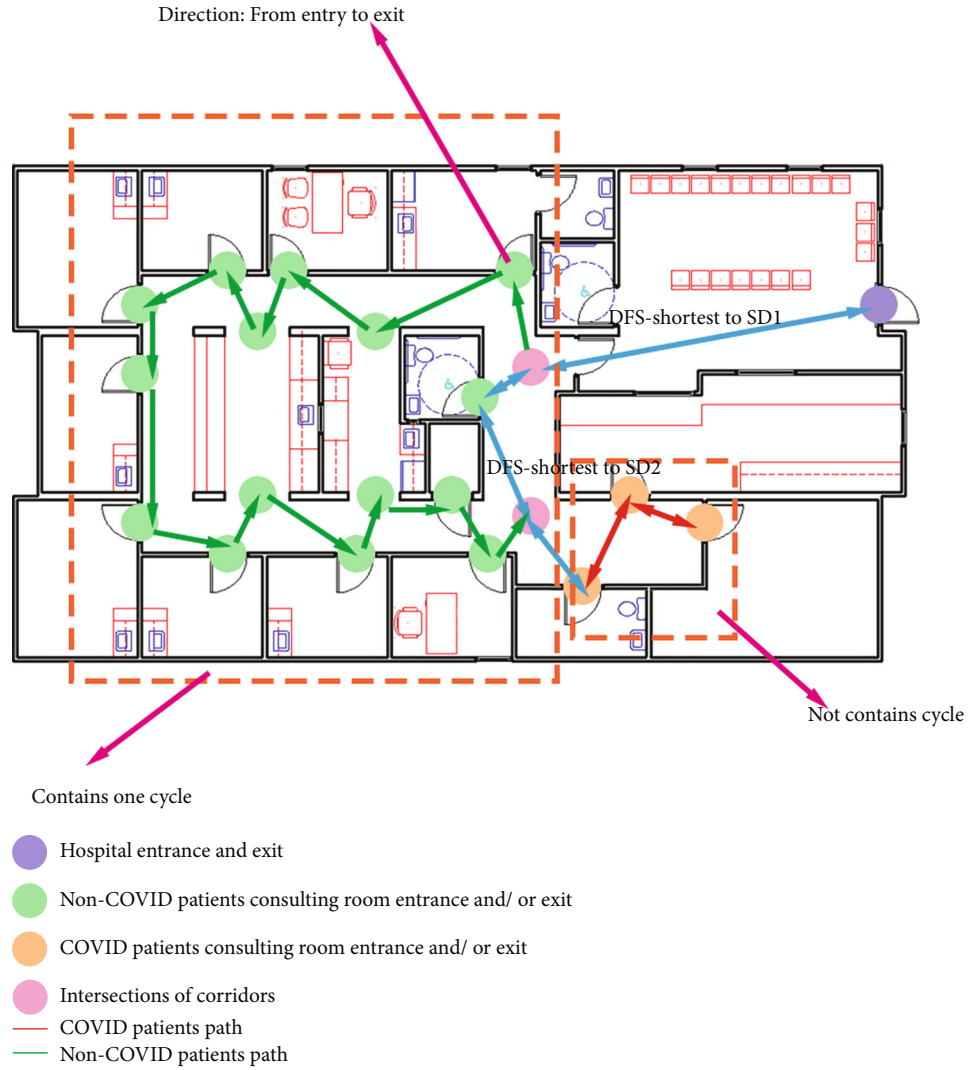 Direction: From entry to exit
DFS-shortest to SD1
DFS-shortest to SD2
Not contains cycle
Contains one cycle
Hospital entrance and exit
Non-COVID patients consulting room entrance and/ or exit
COVID patients consulting room entrance and/ or exit
Intersections of corridors
COVID patients path
Non-COVID patients path